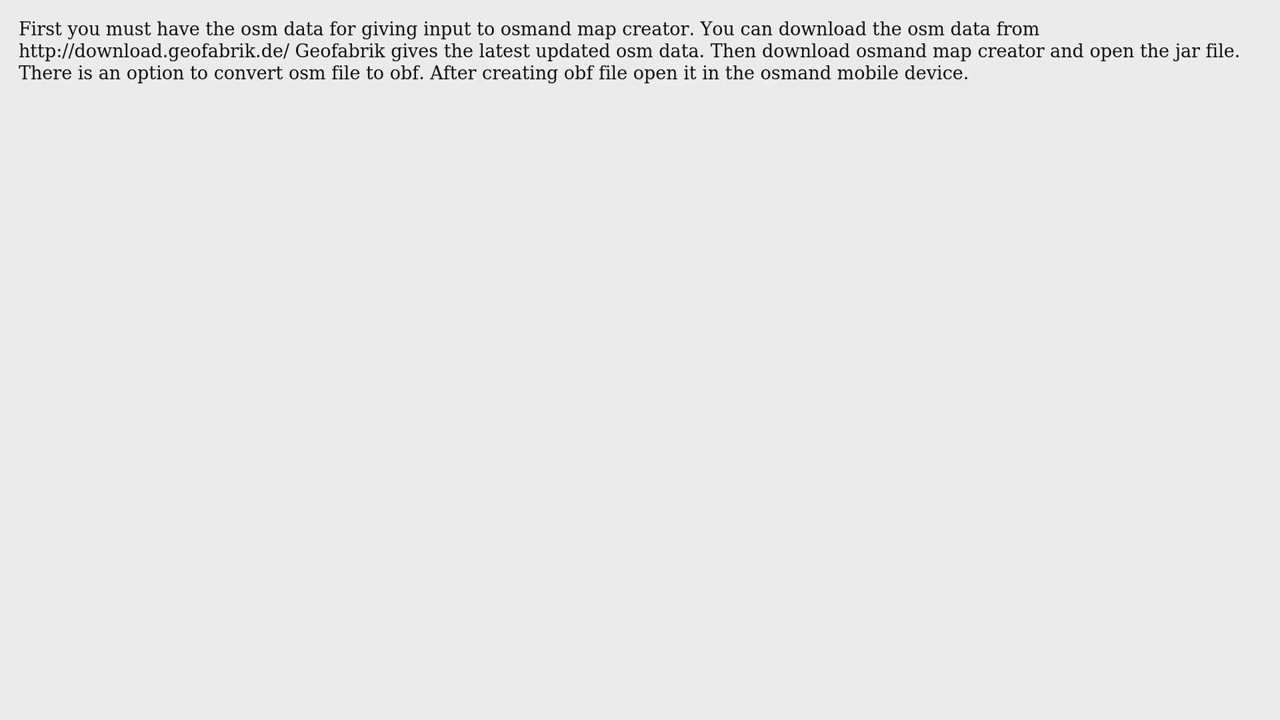 First you must have the osm data for giving input to osmand map creator. You can download the osm data from
http://download.geofabrik.de/ Geofabrik gives the latest updated osm data. Then download osmand map creator and open the jar file.
There is an option to convert osm file to obf. After creating obf file open it in the osmand mobile device.